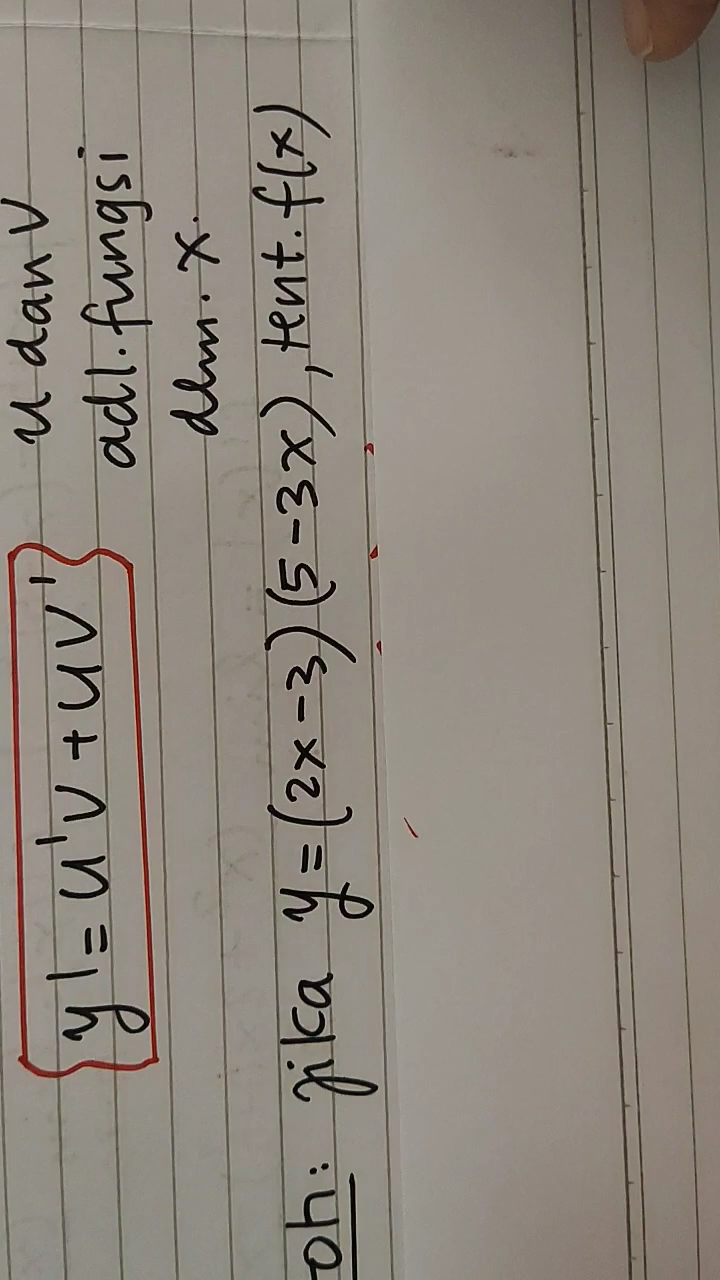 y' = u'v + uv'
u dan v
adl. fungsi
dlm. x.
oh: jika y = (2x - 3)(5 - 3x), tent. f(x)